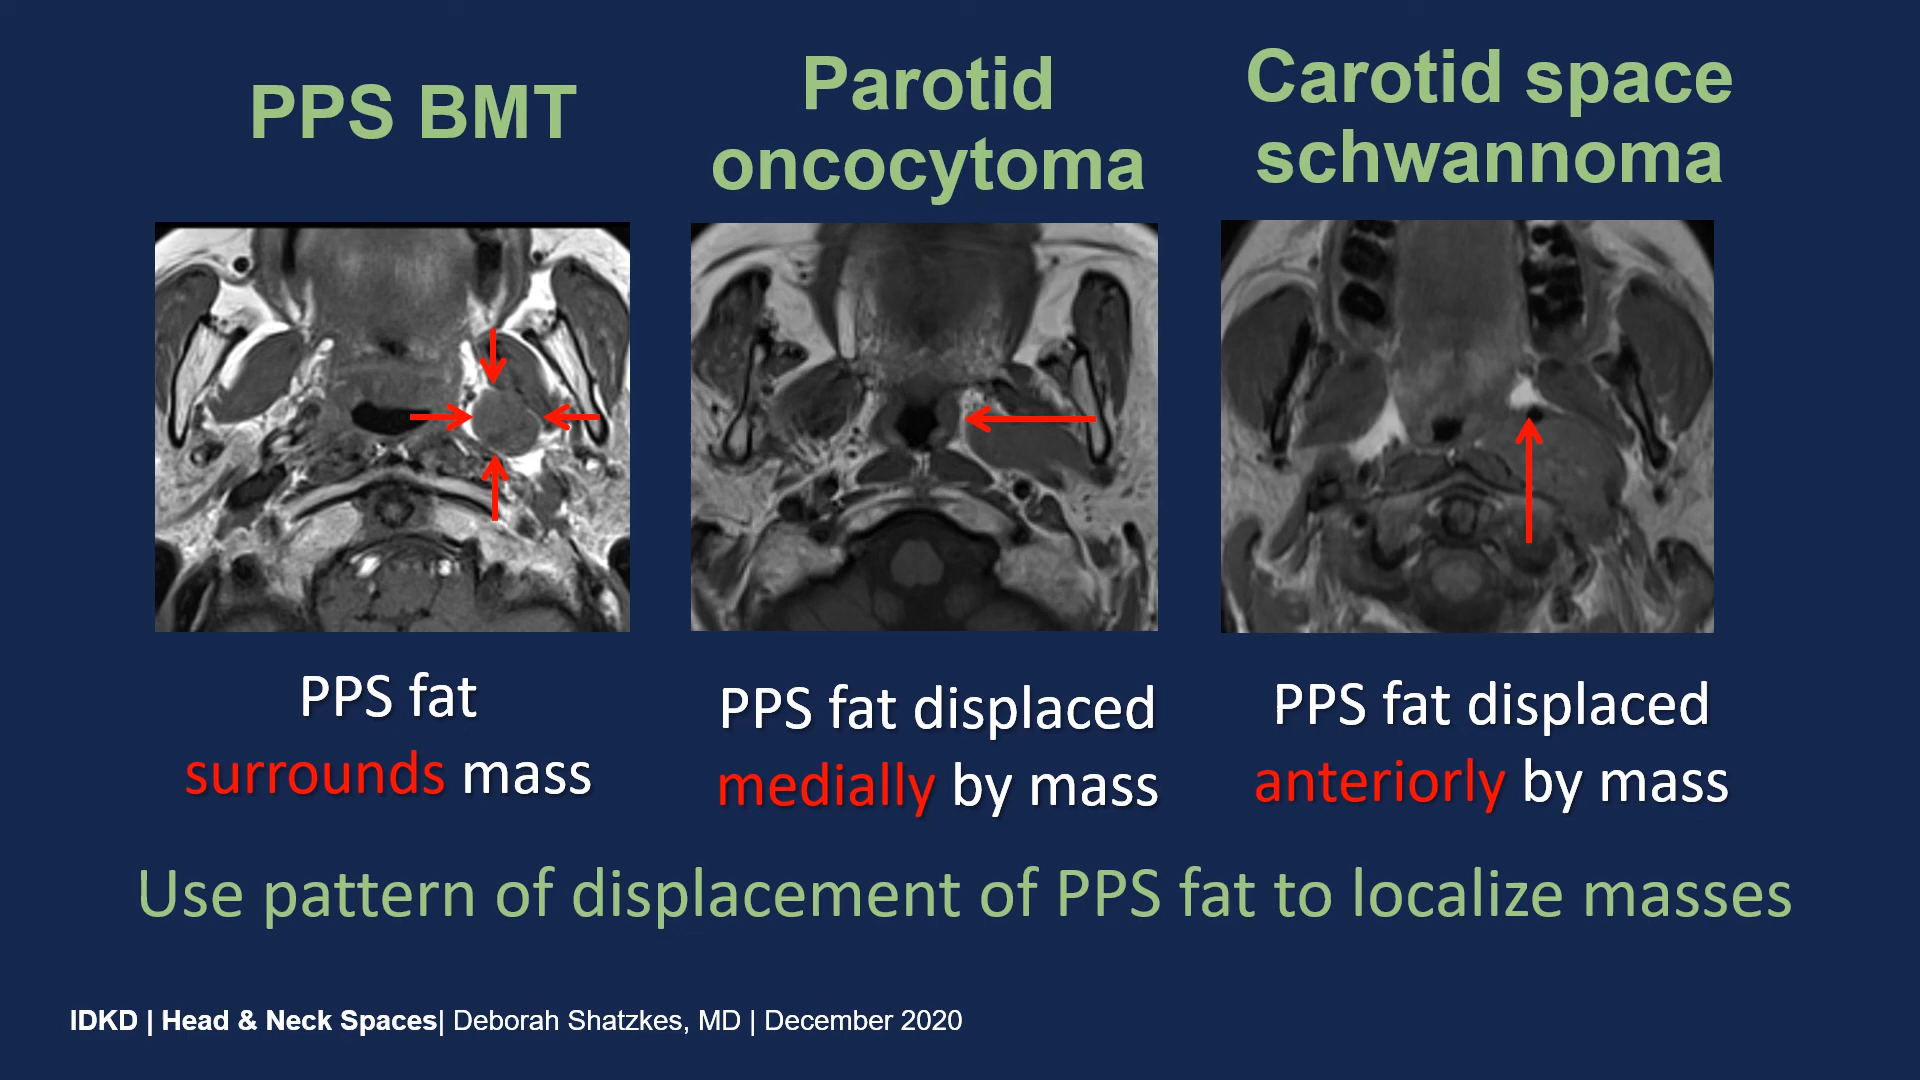 PPS BMT
Parotid
oncocytoma
Carotid space
schwannoma
PPS fat
surrounds mass
PPS fat displaced
medially by mass
PPS fat displaced
anteriorly by mass
Use pattern of displacement of PPS fat to localize masses
IDKD | Head & Neck Spaces| Deborah Shatzkes, MD | December 2020